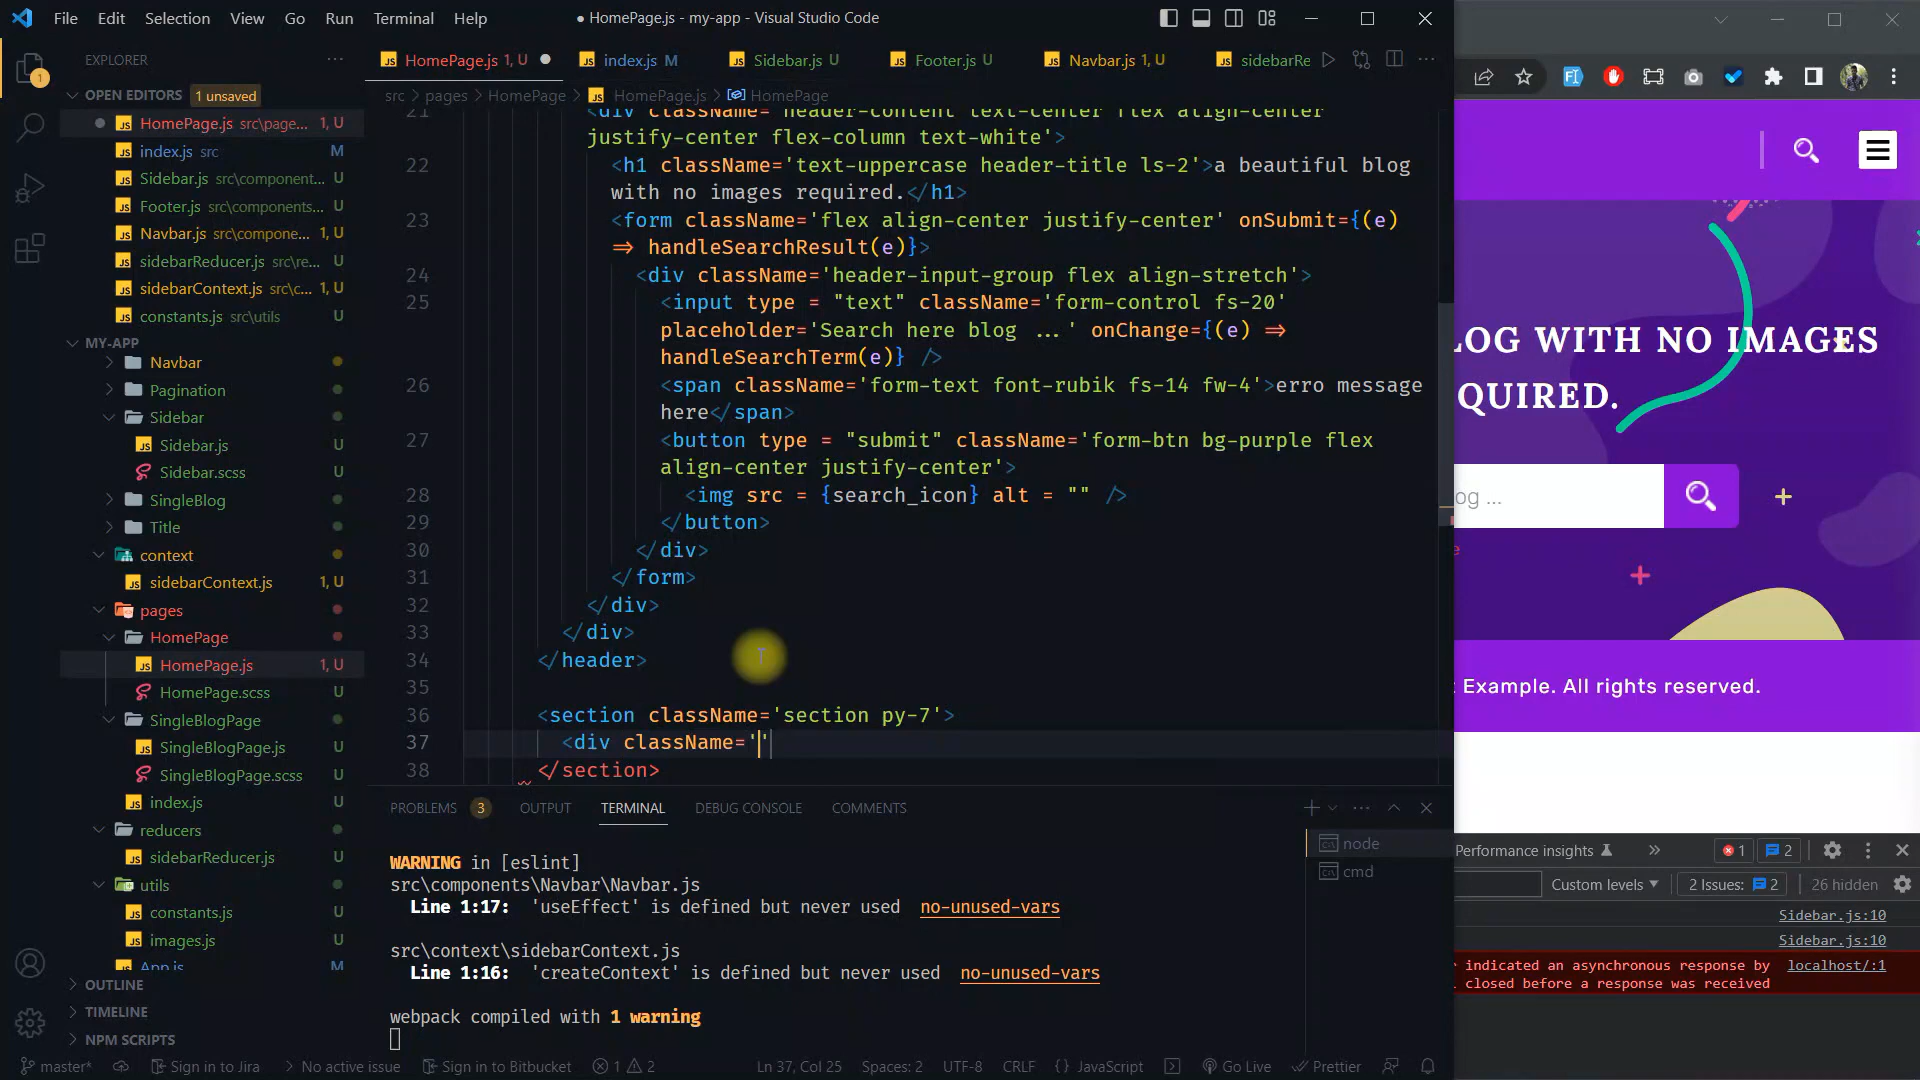 File Edit Selection View Go Run Terminal Help
● HomePage.js - my-app - Visual Studio Code
EXPLORER
OPEN EDITORS 1 unsaved
HomePage.js src\page... 1, U
index.js src M
Sidebar.js src\component... U
Footer.js src\components... U
Navbar.js src\compone... 1, U
sidebarReducer.js src\re... U
sidebarContext.js src\c... 1, U
constants.js src\utils U
MY-APP
Navbar
Pagination
Sidebar
Sidebar.js U
Sidebar.scss U
SingleBlog
Title
context
sidebarContext.js 1, U
pages
HomePage
HomePage.js 1, U
HomePage.scss U
SingleBlogPage
SingleBlogPage.js U
SingleBlogPage.scss U
index.js U
reducers
sidebarReducer.js U
utils
constants.js U
images.js U
App.js M
OUTLINE
TIMELINE
NPM SCRIPTS
HomePage.js 1, U index.js M Sidebar.js U Footer.js U Navbar.js 1, U sidebarRe
src > pages > HomePage > HomePage.js > HomePage
21 <div className='header-content text-center flex align-center
justify-center flex-column text-white'>
22 <h1 className='text-uppercase header-title ls-2'>a beautiful blog
with no images required.</h1>
23 <form className='flex align-center justify-center' onSubmit={(e)
=> handleSearchResult(e)}>
24 <div className='header-input-group flex align-stretch'>
25 <input type = "text" className='form-control fs-20'
placeholder='Search here blog ...' onChange={(e) =>
handleSearchTerm(e)} />
26 <span className='form-text font-rubik fs-14 fw-4'>erro message
here</span>
27 <button type = "submit" className='form-btn bg-purple flex
align-center justify-center'>
28 <img src = {search_icon} alt = "" />
29 </button>
30 </div>
31 </form>
32 </div>
33 </div>
34 </header>
35
36 <section className='section py-7'>
37 <div className=''
38 </section>
PROBLEMS 3 OUTPUT TERMINAL DEBUG CONSOLE COMMENTS
WARNING in [eslint]
src\components\Navbar\Navbar.js
Line 1:17: 'useEffect' is defined but never used no-unused-vars
src\context\sidebarContext.js
Line 1:16: 'createContext' is defined but never used no-unused-vars
webpack compiled with 1 warning
node
cmd
master* Sign in to Jira No active issue Sign in to Bitbucket 1 2 Ln 37, Col 25 Spaces: 2 UTF-8 CRLF {} JavaScript Go Live Prettier
LOG WITH NO IMAGES
QUIRED.
og ...
e
t Example. All rights reserved.
Performance insights 1 2
Custom levels 2 Issues: 2 26 hidden
Sidebar.js:10
Sidebar.js:10
indicated an asynchronous response by localhost/:1
closed before a response was received